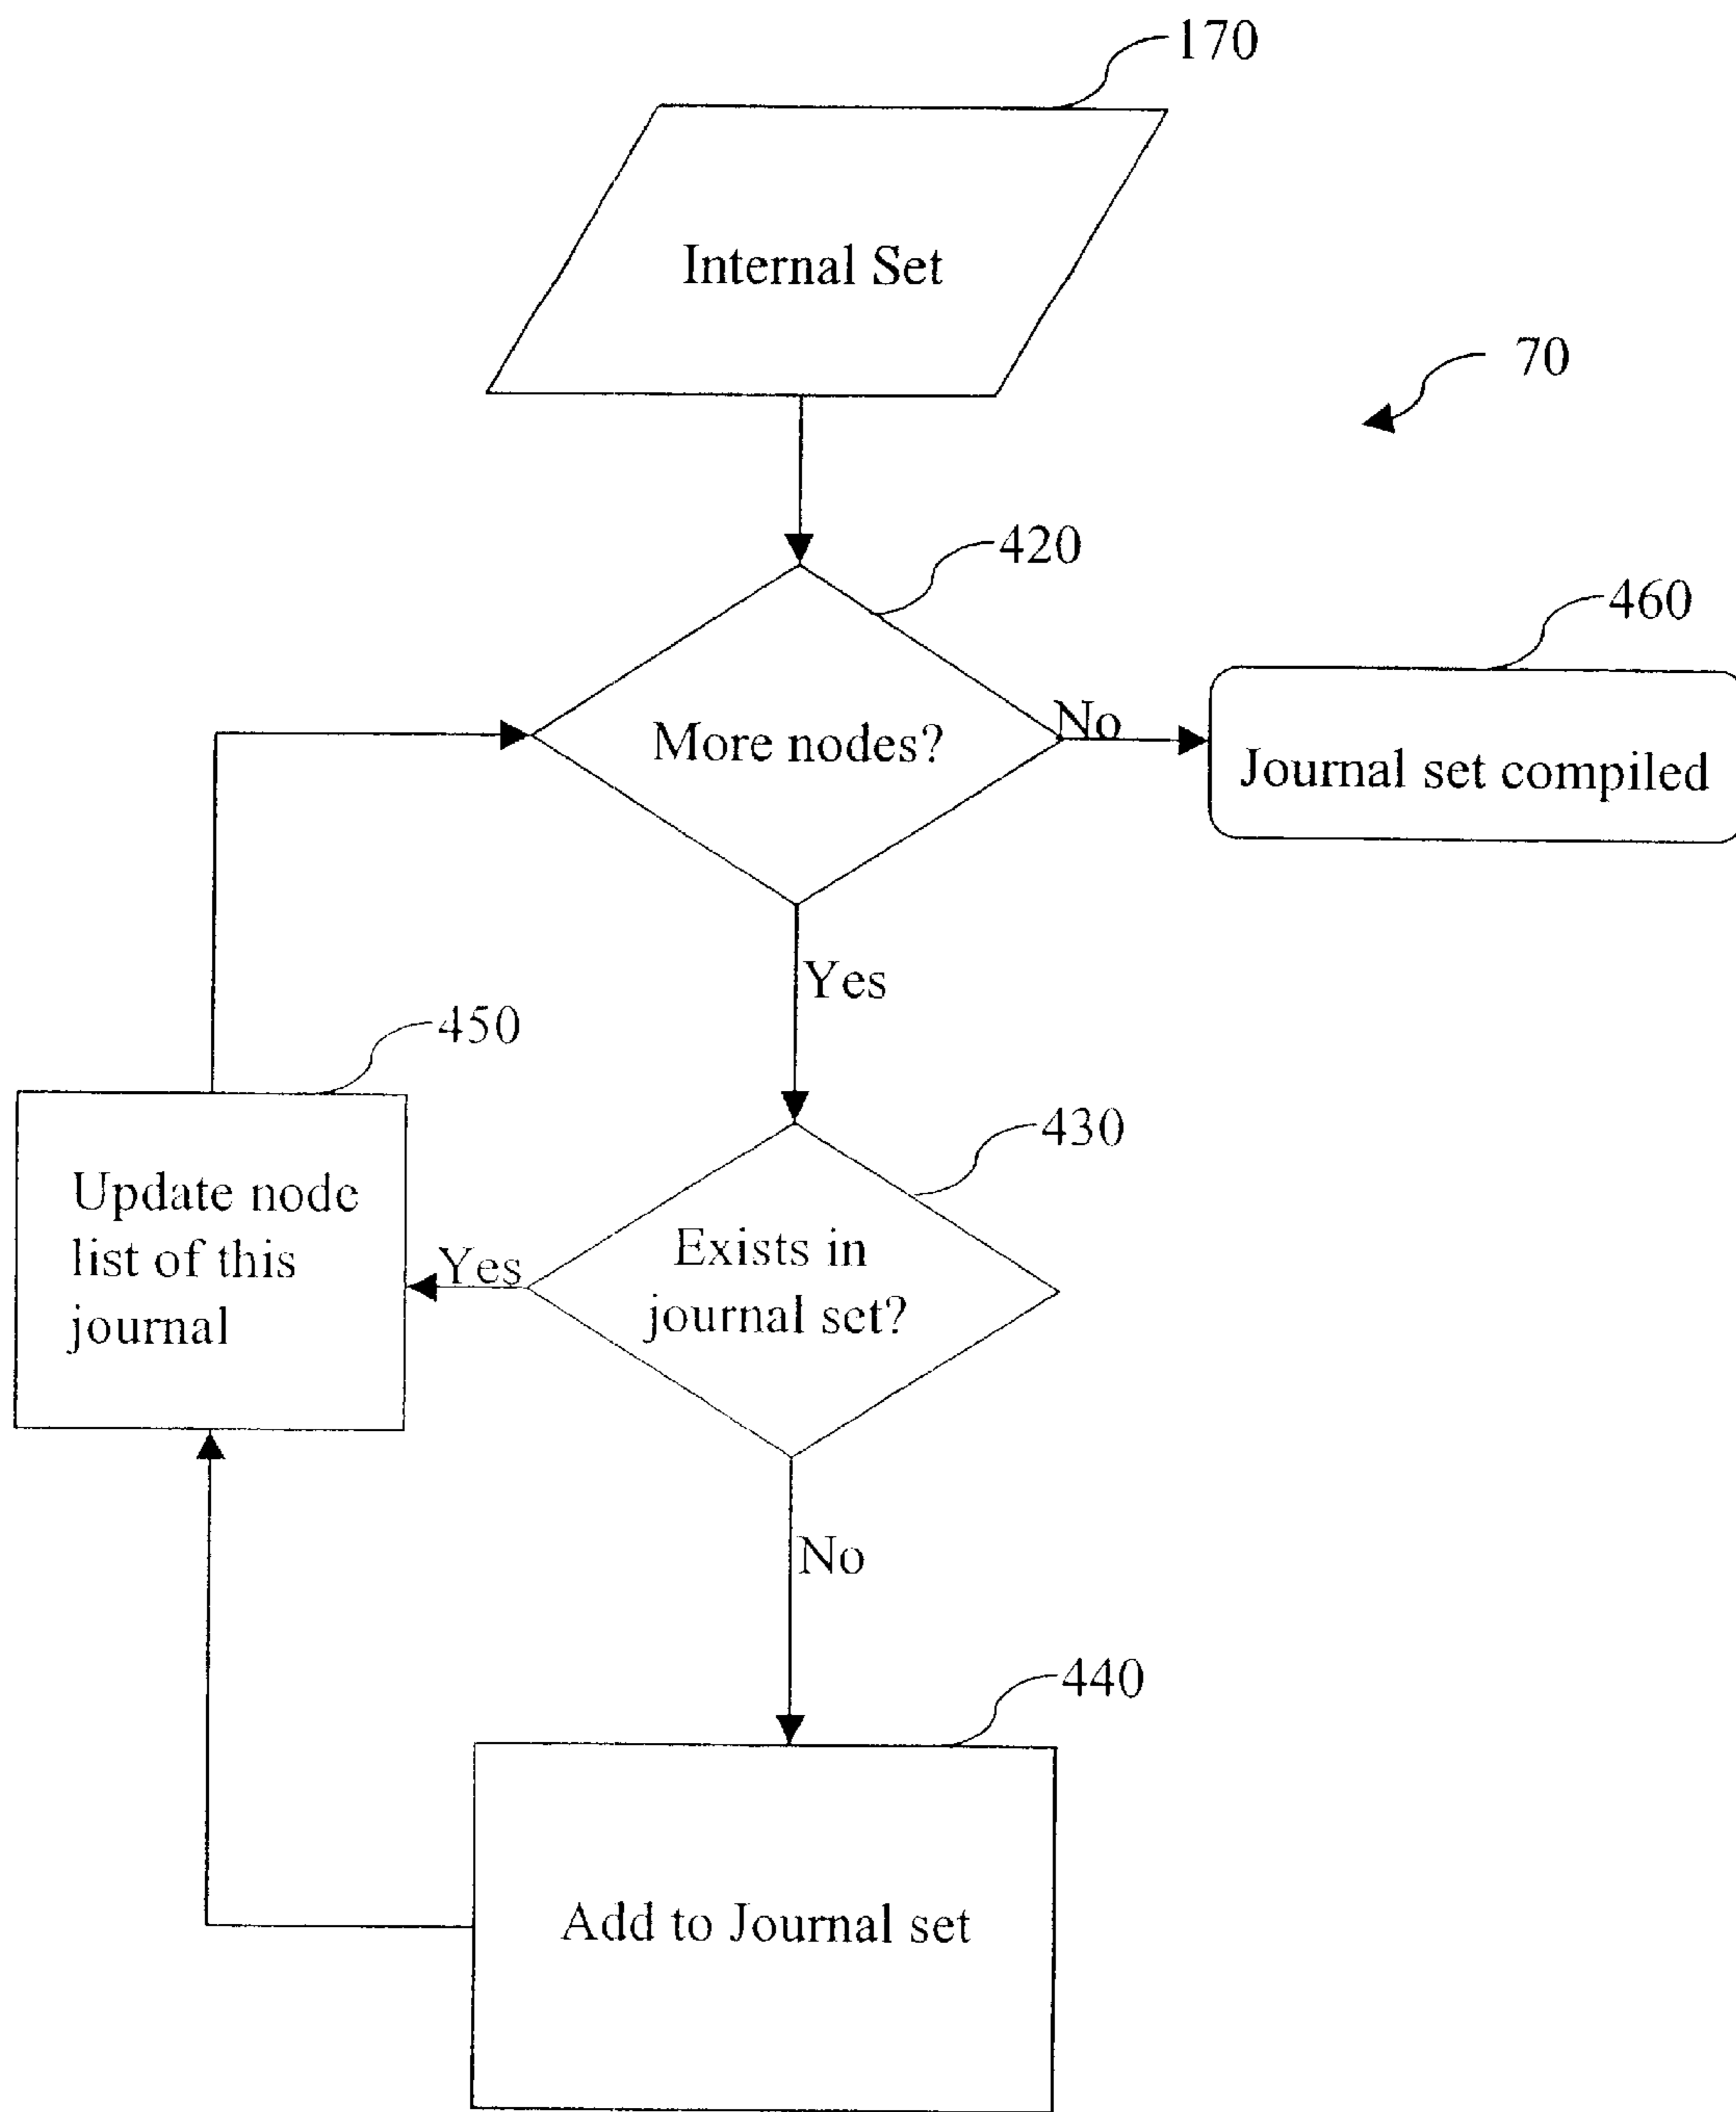 170
Internal Set
70
420
460
More nodes?
No
Journal set compiled
Yes
450
430
Update node
list of this
journal
Yes
Exists in
journal set?
No
440
Add to Journal set